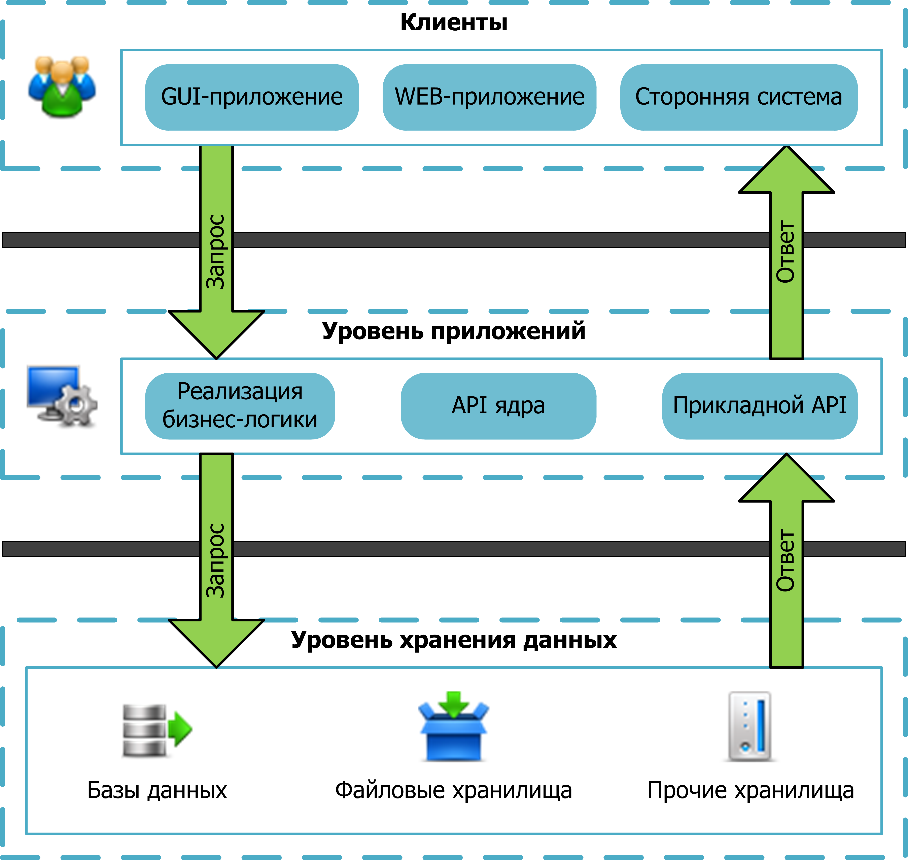 Клиенты
GUI-приложение
WEB-приложение
Сторонняя система
Запрос
Ответ
Уровень приложений
Реализация
бизнес-логики
API ядра
Прикладной API
Запрос
Ответ
Уровень хранения данных
Базы данных
Файловые хранилища
Прочие хранилища